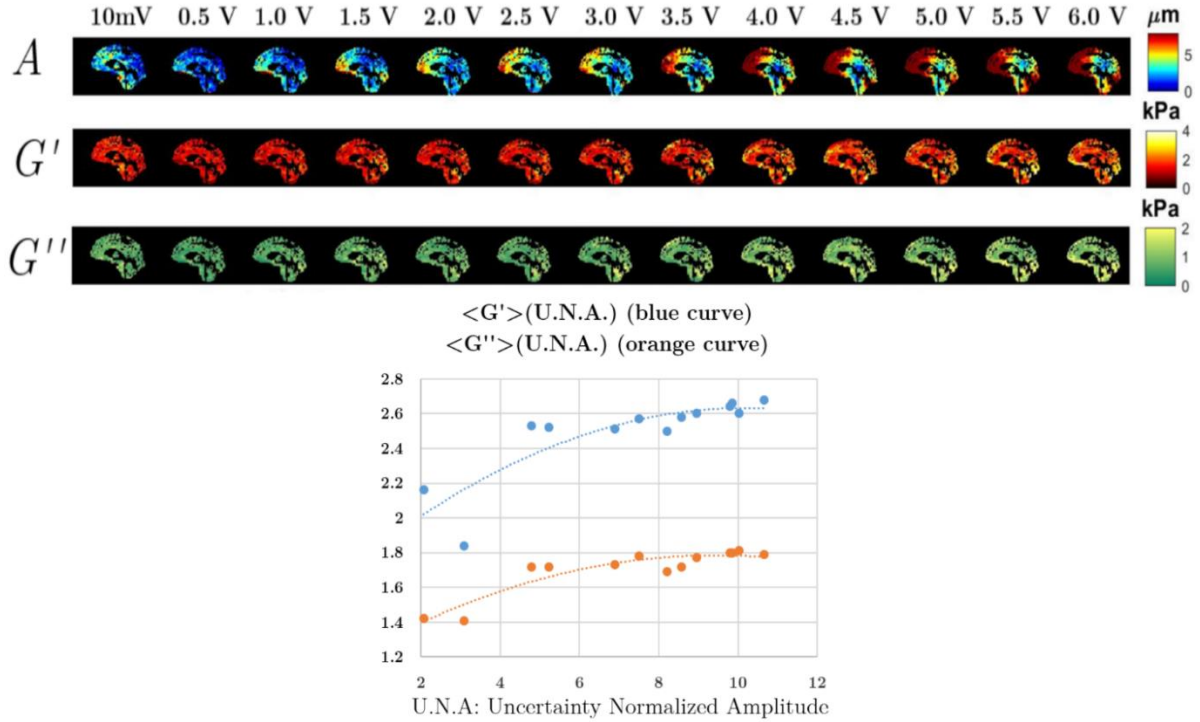 10mV 0.5 V 1.0 V 1.5 V 2.0 V 2.5 V 3.0 V 3.5 V 4.0 V 4.5 V 5.0 V 5.5 V 6.0 V μm
A
5
0
kPa
G'
4
2
0
kPa
G''
2
1
0
<G'>(U.N.A.) (blue curve)
<G''>(U.N.A.) (orange curve)
2.8
2.6
2.4
2.2
2
1.8
1.6
1.4
1.2
2 4 6 8 10 12
U.N.A: Uncertainty Normalized Amplitude